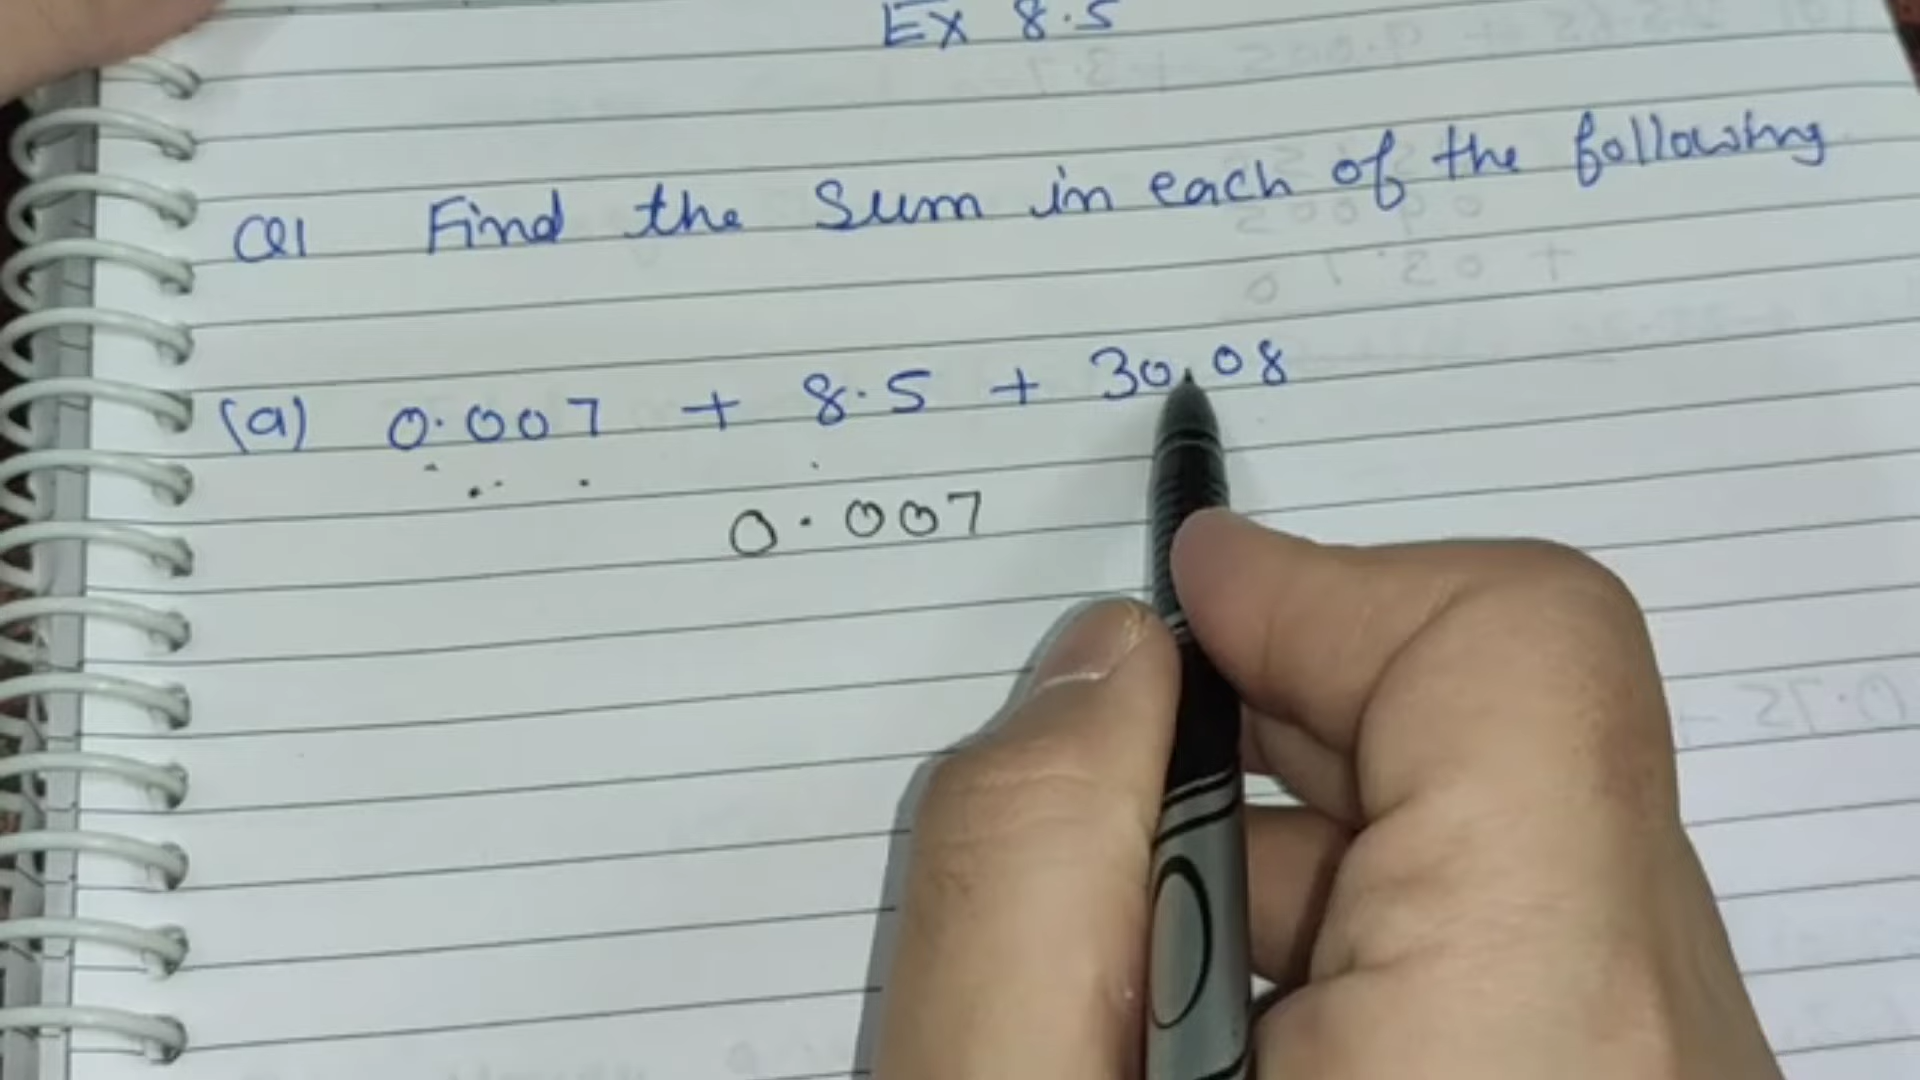 Ex 8.5
Q1 Find the Sum in each of the following
(a) 0.007 + 8.5 + 30.08
0.007